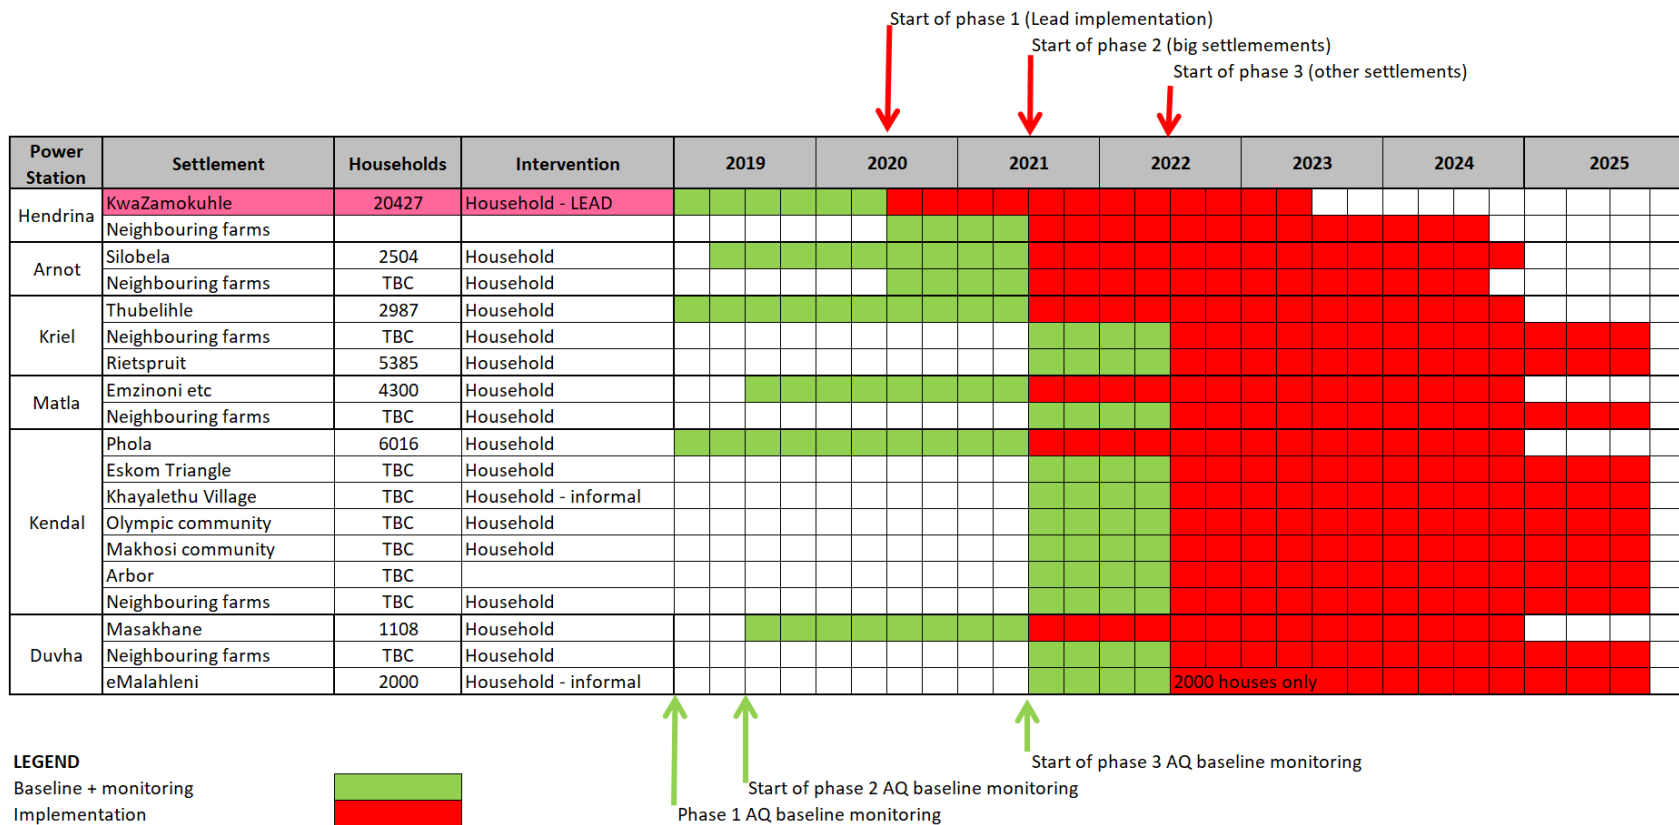 Start of phase 1 (Lead implementation)
Start of phase 2 (big settlemements)
Start of phase 3 (other settlements)
Power Station Settlement Households Intervention 2019 2020 2021 2022 2023 2024 2025
Hendrina KwaZamokuhle 20427 Household - LEAD
Neighbouring farms
Arnot Silobela 2504 Household
Neighbouring farms TBC Household
Kriel Thubelihle 2987 Household
Neighbouring farms TBC Household
Rietspruit 5385 Household
Matla Emzinoni etc 4300 Household
Neighbouring farms TBC Household
Kendal Phola 6016 Household
Eskom Triangle TBC Household
Khayalethu Village TBC Household - informal
Olympic community TBC Household
Makhosi community TBC Household
Arbor TBC
Neighbouring farms TBC Household
Duvha Masakhane 1108 Household
Neighbouring farms TBC Household
eMalahleni 2000 Household - informal 2000 houses only
LEGEND
Baseline + monitoring
Implementation
Start of phase 3 AQ baseline monitoring
Start of phase 2 AQ baseline monitoring
Phase 1 AQ baseline monitoring